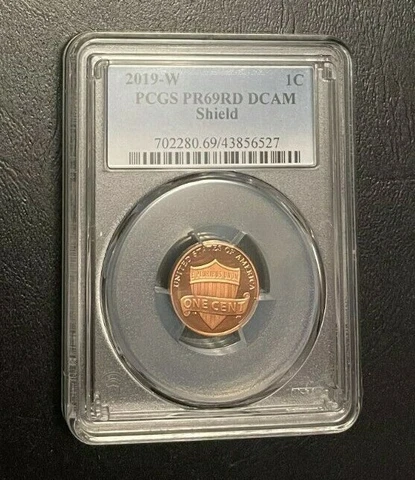 2019-W 1C
PCGS PR69RD DCAM
Shield
702280.69/43856527
UNITED STATES OF AMERICA
E PLURIBUS UNUM
ONE CENT